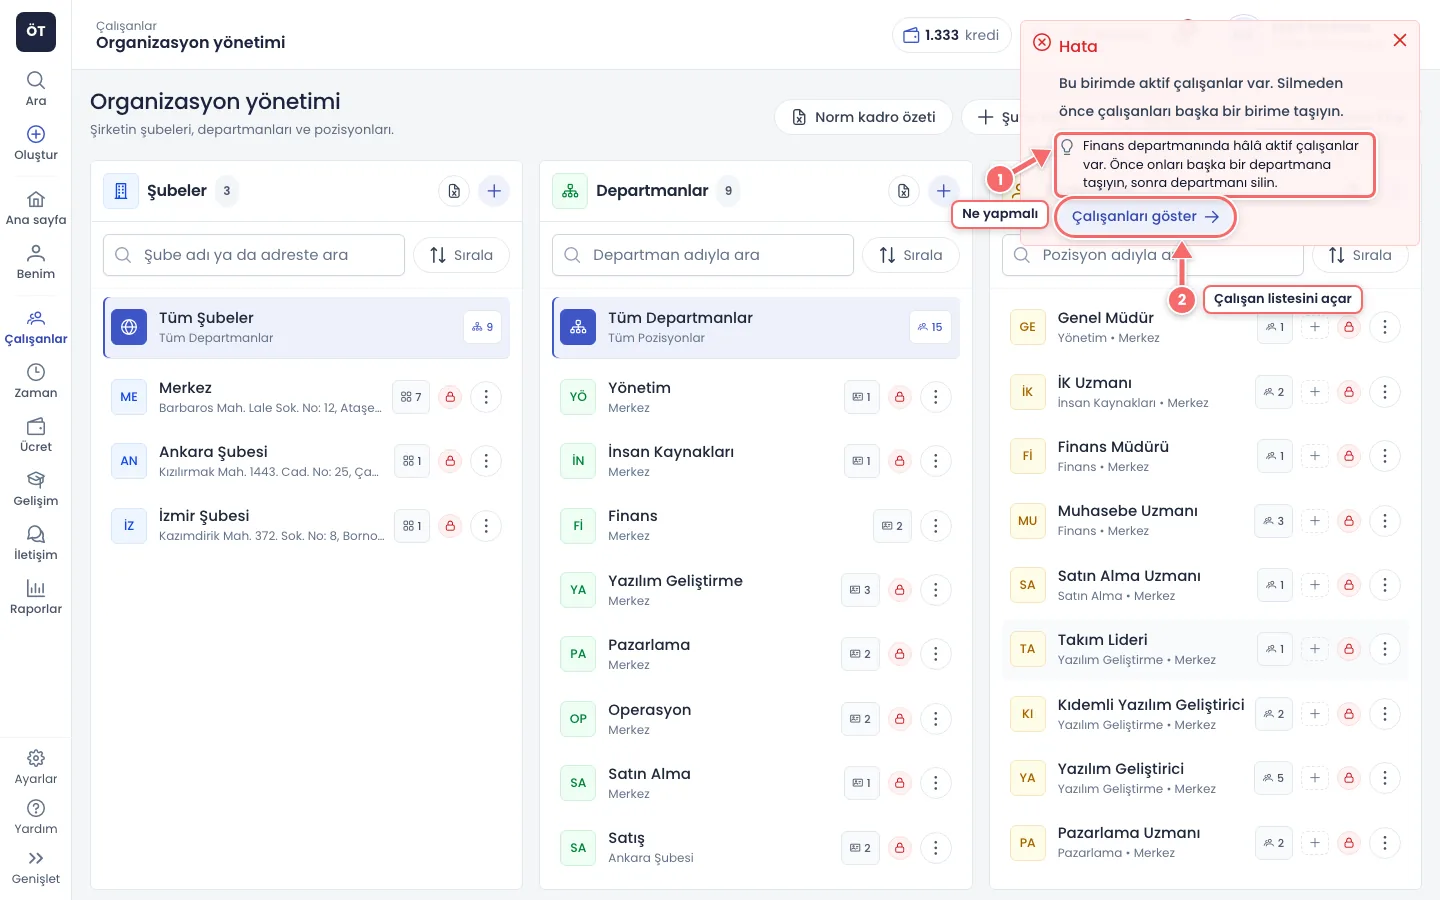 ÖT
Ara
Oluştur
Ana sayfa
Benim
Çalışanlar
Zaman
Ücret
Gelişim
İletişim
Raporlar
Ayarlar
Yardım
Genişlet
Çalışanlar
Organizasyon yönetimi
1.333 kredi
Organizasyon yönetimi
Şirketin şubeleri, departmanları ve pozisyonları.
Norm kadro özeti
Hata
Bu birimde aktif çalışanlar var. Silmeden
önce çalışanları başka bir birime taşıyın.
Finans departmanında hâlâ aktif çalışanlar
var. Önce onları başka bir departmana
taşıyın, sonra departmanı silin.
Çalışanları göster
1
Ne yapmalı
2
Çalışan listesini açar
Şubeler 3
Şube adı ya da adreste ara
Sırala
Tüm Şubeler
Tüm Departmanlar
9
ME
Merkez
Barbaros Mah. Lale Sok. No: 12, Ataşe...
7
AN
Ankara Şubesi
Kızılırmak Mah. 1443. Cad. No: 25, Ça...
1
İZ
İzmir Şubesi
Kazımdirik Mah. 372. Sok. No: 8, Borno...
1
Departmanlar 9
Departman adıyla ara
Sırala
Tüm Departmanlar
Tüm Pozisyonlar
15
YÖ
Yönetim
Merkez
1
İN
İnsan Kaynakları
Merkez
1
Fİ
Finans
Merkez
2
YA
Yazılım Geliştirme
Merkez
3
PA
Pazarlama
Merkez
2
OP
Operasyon
Merkez
2
SA
Satın Alma
Merkez
1
SA
Satış
Ankara Şubesi
2
Pozisyon adıyla
Sırala
GE
Genel Müdür
Yönetim • Merkez
1
İK
İK Uzmanı
İnsan Kaynakları • Merkez
2
Fİ
Finans Müdürü
Finans • Merkez
1
MU
Muhasebe Uzmanı
Finans • Merkez
3
SA
Satın Alma Uzmanı
Satın Alma • Merkez
1
TA
Takım Lideri
Yazılım Geliştirme • Merkez
1
KI
Kıdemli Yazılım Geliştirici
Yazılım Geliştirme • Merkez
2
YA
Yazılım Geliştirici
Yazılım Geliştirme • Merkez
5
PA
Pazarlama Uzmanı
Pazarlama • Merkez
2